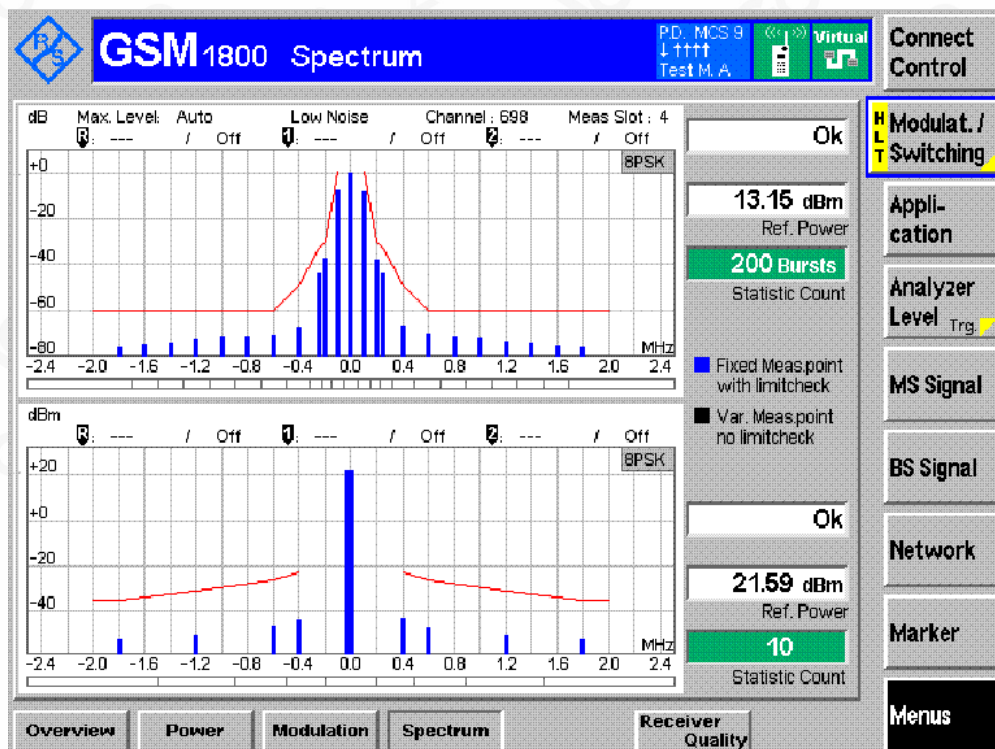 R/S
GSM 1800 Spectrum
P.D. MCS 9
↓ ↑↑↑↑
Test M. A
Virtual
Connect
Control
dB Max. Level: Auto Low Noise Channel : 698 Meas Slot : 4
R: --- / Off 1: --- / Off 2: --- / Off
8PSK
+0
-20
-40
-60
-80
MHz
-2.4 -2.0 -1.6 -1.2 -0.8 -0.4 0.0 0.4 0.8 1.2 1.6 2.0 2.4
Ok
13.15 dBm
Ref. Power
200 Bursts
Statistic Count
Fixed Meas.point
with limitcheck
Var. Meas.point
no limitcheck
dBm
R: --- / Off 1: --- / Off 2: --- / Off
8PSK
+20
+0
-20
-40
MHz
-2.4 -2.0 -1.6 -1.2 -0.8 -0.4 0.0 0.4 0.8 1.2 1.6 2.0 2.4
Ok
21.59 dBm
Ref. Power
10
Statistic Count
H
L
T
Modulat. /
Switching
Appli-
cation
Analyzer
Level Trg.
MS Signal
BS Signal
Network
Marker
Menus
Overview
Power
Modulation
Spectrum
Receiver
Quality